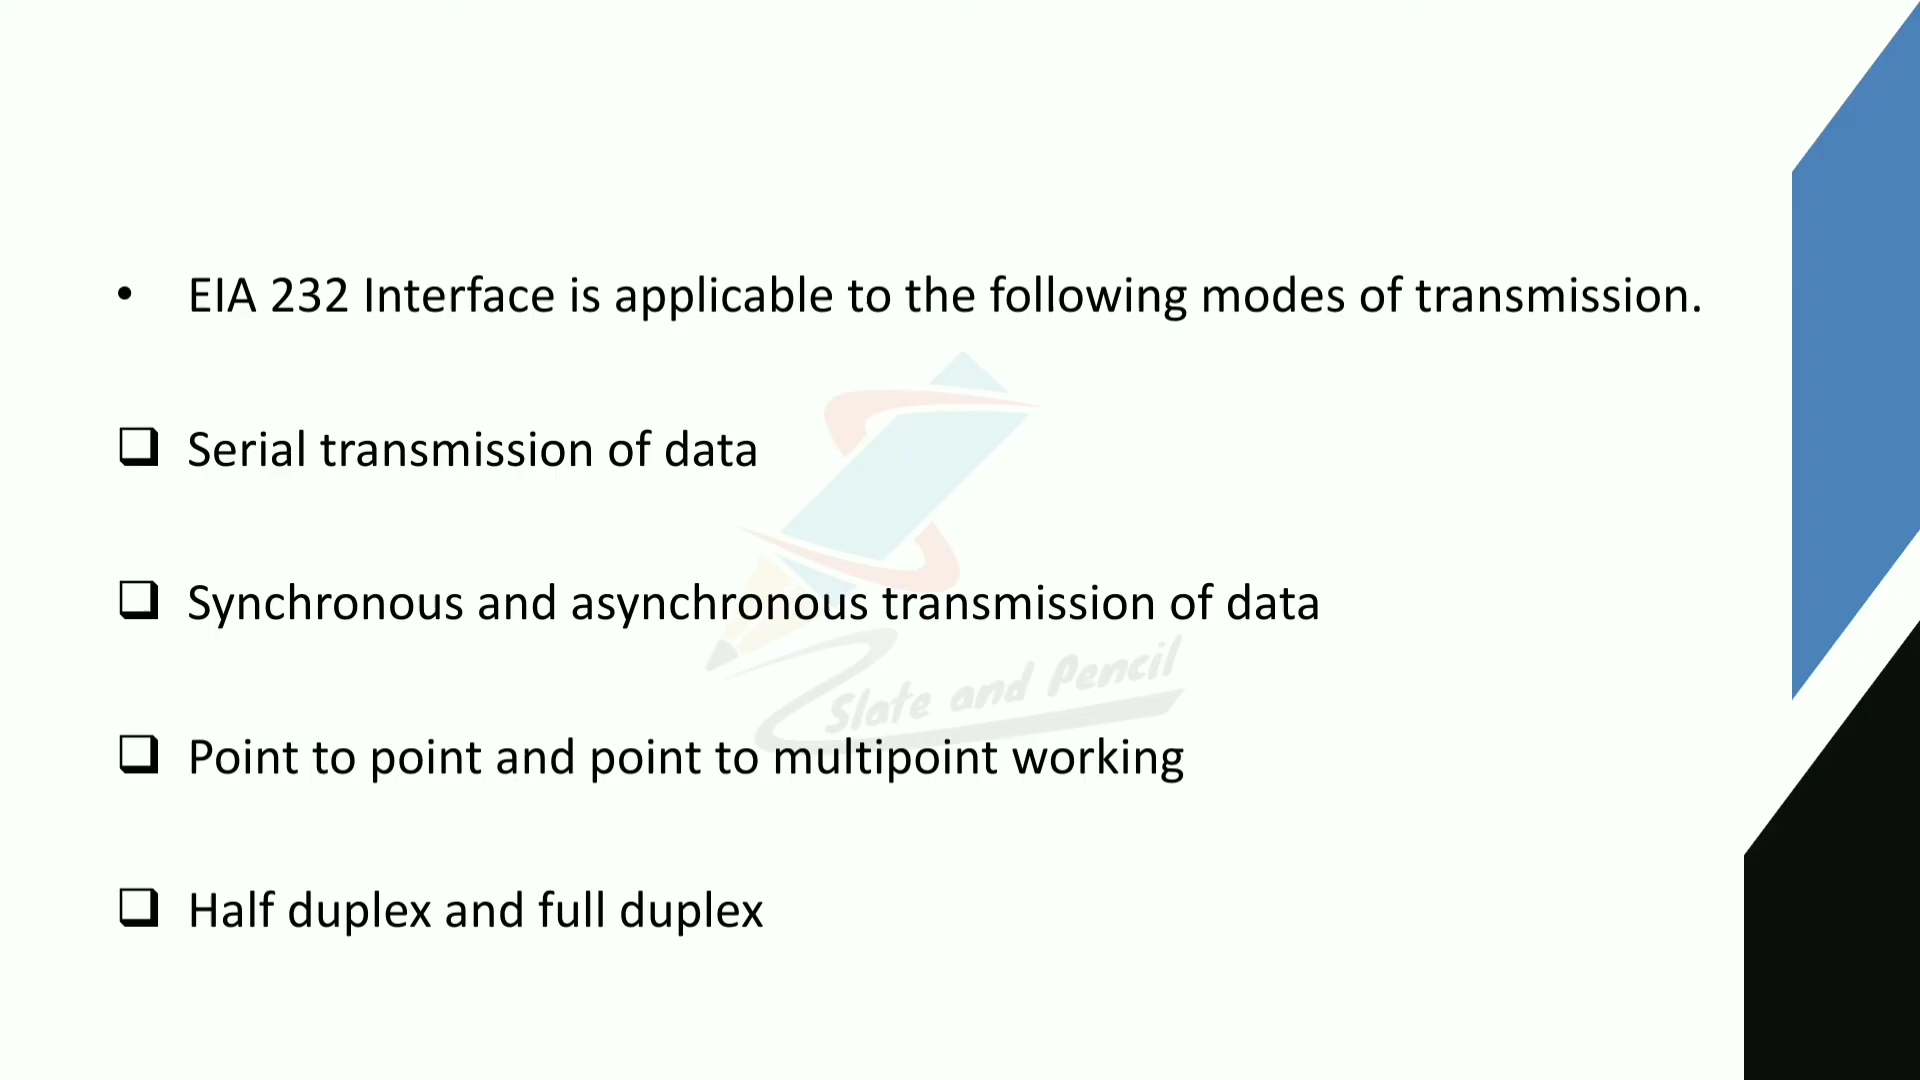 • EIA 232 Interface is applicable to the following modes of transmission.
❑ Serial transmission of data
❑ Synchronous and asynchronous transmission of data
Slate and Pencil
❑ Point to point and point to multipoint working
❑ Half duplex and full duplex